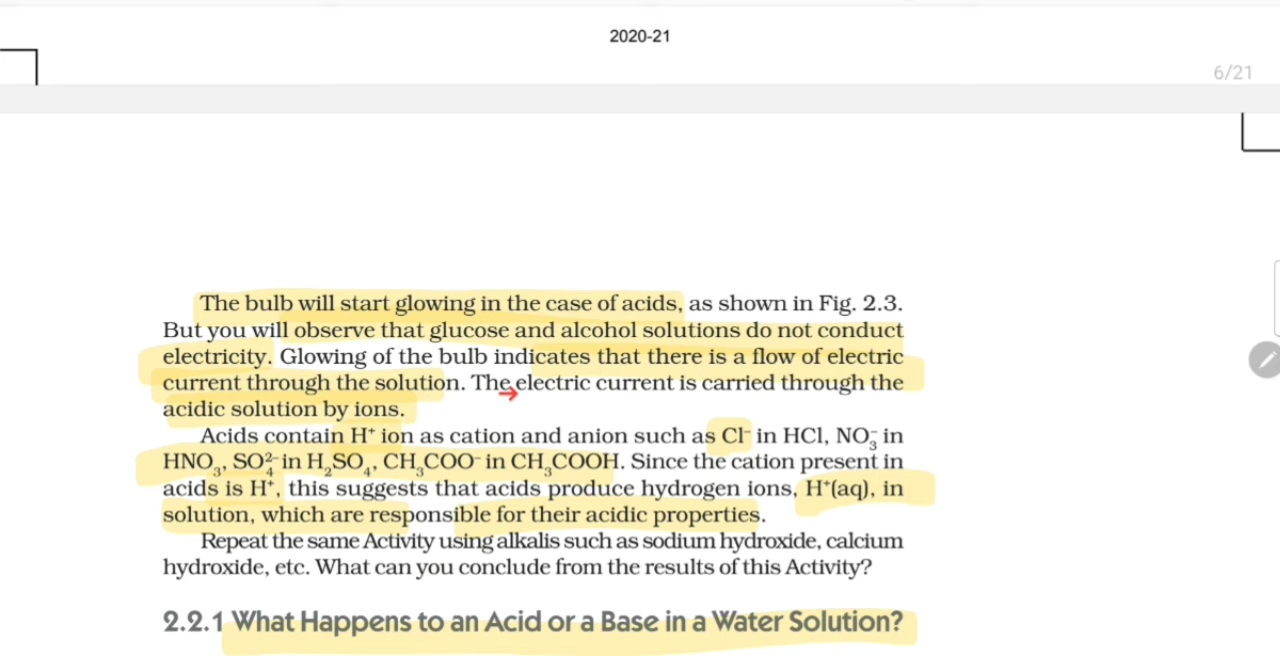 2020-21
6/21
The bulb will start glowing in the case of acids, as shown in Fig. 2.3.
But you will observe that glucose and alcohol solutions do not conduct
electricity. Glowing of the bulb indicates that there is a flow of electric
current through the solution. The electric current is carried through the
acidic solution by ions.
Acids contain H⁺ ion as cation and anion such as Cl⁻ in HCl, NO₃⁻ in
HNO₃, SO₄²⁻ in H₂SO₄, CH₃COO⁻ in CH₃COOH. Since the cation present in
acids is H⁺, this suggests that acids produce hydrogen ions, H⁺(aq), in
solution, which are responsible for their acidic properties.
Repeat the same Activity using alkalis such as sodium hydroxide, calcium
hydroxide, etc. What can you conclude from the results of this Activity?
2.2.1 What Happens to an Acid or a Base in a Water Solution?